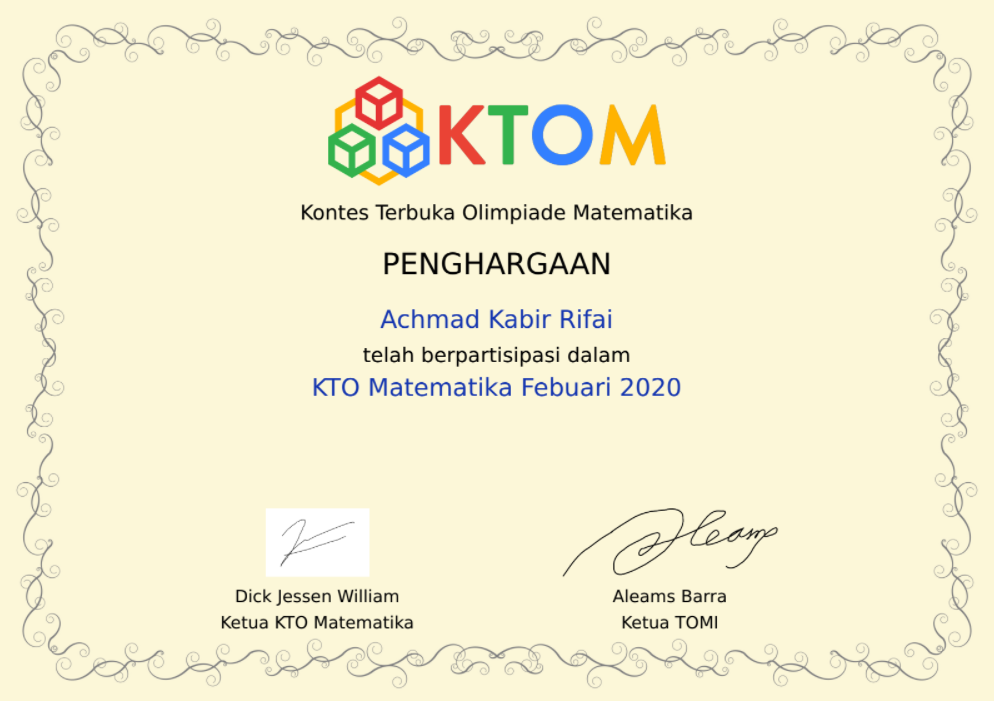 KTOM
Kontes Terbuka Olimpiade Matematika
PENGHARGAAN
Achmad Kabir Rifai
telah berpartisipasi dalam
KTO Matematika Febuari 2020
Aleams
Dick Jessen William
Aleams Barra
Ketua KTO Matematika
Ketua TOMI